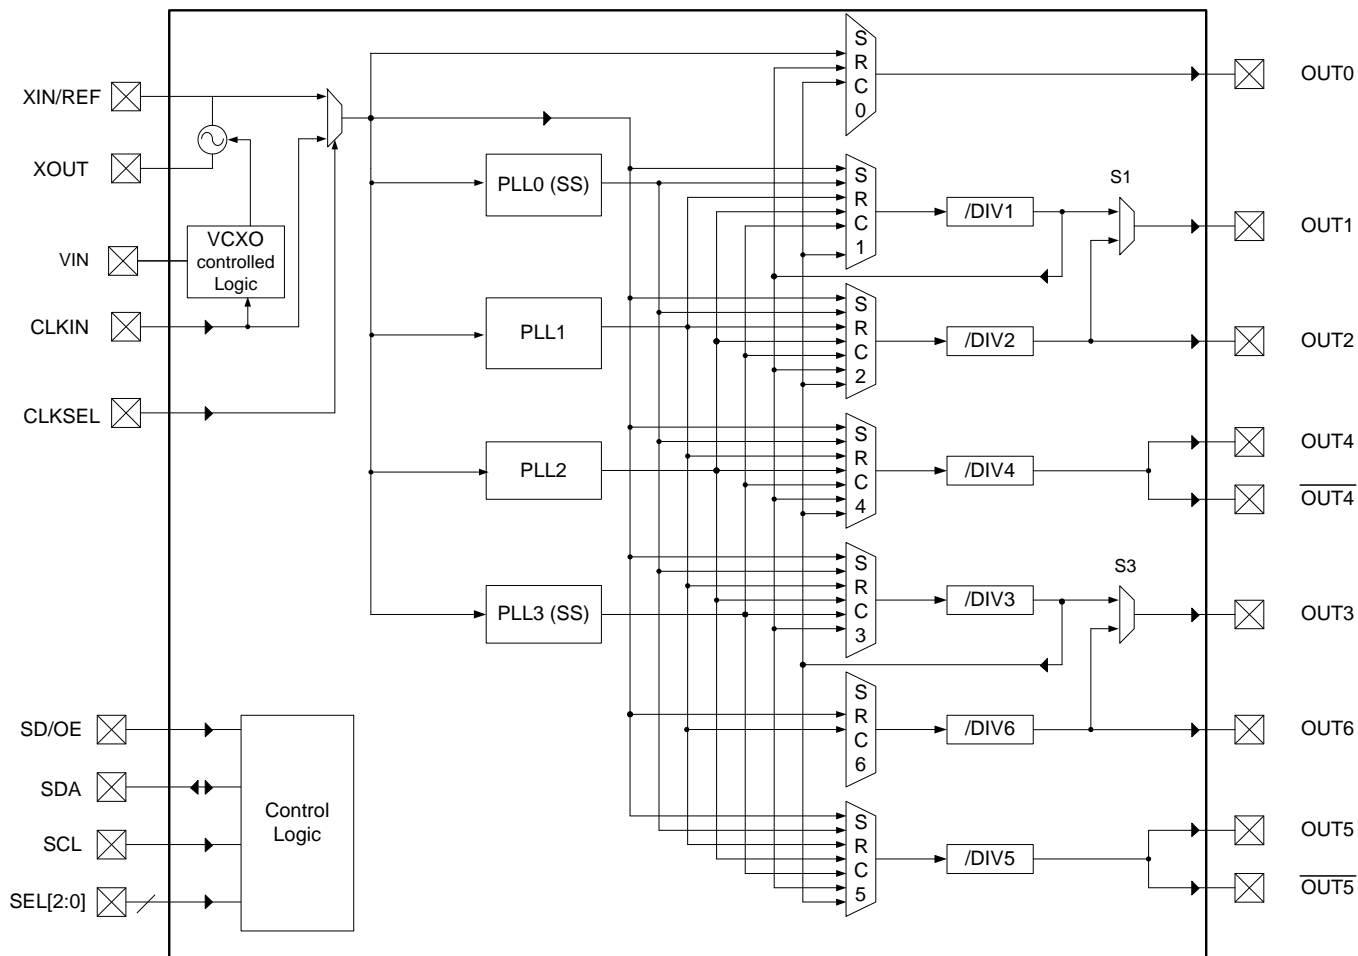 XIN/REF
XOUT
VIN
CLKIN
CLKSEL
SD/OE
SDA
SCL
SEL[2:0]
VCXO
controlled
Logic
Control
Logic
PLL0 (SS)
PLL1
PLL2
PLL3 (SS)
S
R
C
0
S
R
C
1
S
R
C
2
S
R
C
4
S
R
C
3
S
R
C
6
S
R
C
5
/DIV1
/DIV2
/DIV4
/DIV3
/DIV6
/DIV5
S1
S3
OUT0
OUT1
OUT2
OUT4
OUT4
OUT3
OUT6
OUT5
OUT5